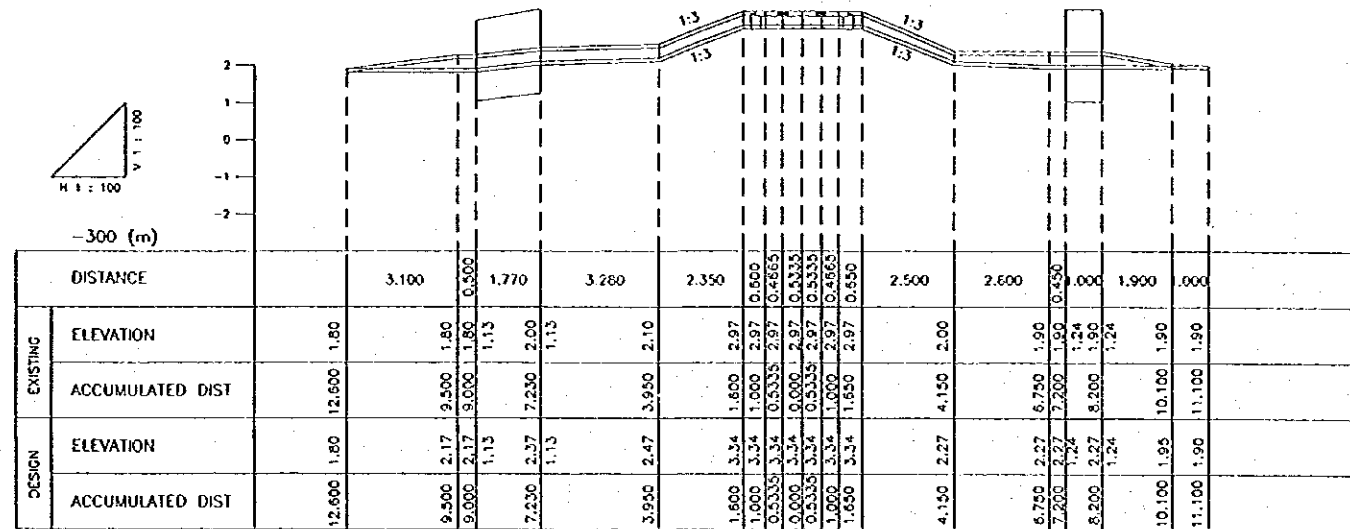 1:3
1:3
1:3
1:3
2
1
0
-1
-2
V 1 : 100
H 1 : 100
-300 (m)
DISTANCE 3.100 0.500 1.770 3.280 2.350 0.600 0.4665 0.5335 0.5335 0.4665 0.650 2.500 2.600 0.450 1.000 1.900 1.000
EXISTING
ELEVATION 1.80 1.80 1.80 1.13 2.00 1.13 2.10 2.97 2.97 2.97 2.97 2.97 2.97 2.97 2.00 1.90 1.90 1.24 1.90 1.24 1.90 1.90
ACCUMULATED DIST 12.600 9.500 9.000 7.230 3.950 1.600 1.000 0.5335 0.000 0.5335 1.000 1.650 4.150 6.750 7.200 8.200 10.100 11.100
DESIGN
ELEVATION 1.80 2.17 2.17 1.13 2.37 1.13 2.47 3.34 3.34 3.34 3.34 3.34 3.34 3.34 2.27 2.27 2.27 1.24 2.27 1.24 1.95 1.90
ACCUMULATED DIST 12.600 9.500 9.000 7.230 3.950 1.600 1.000 0.5335 0.000 0.5335 1.000 1.650 4.150 6.750 7.200 8.200 10.100 11.100